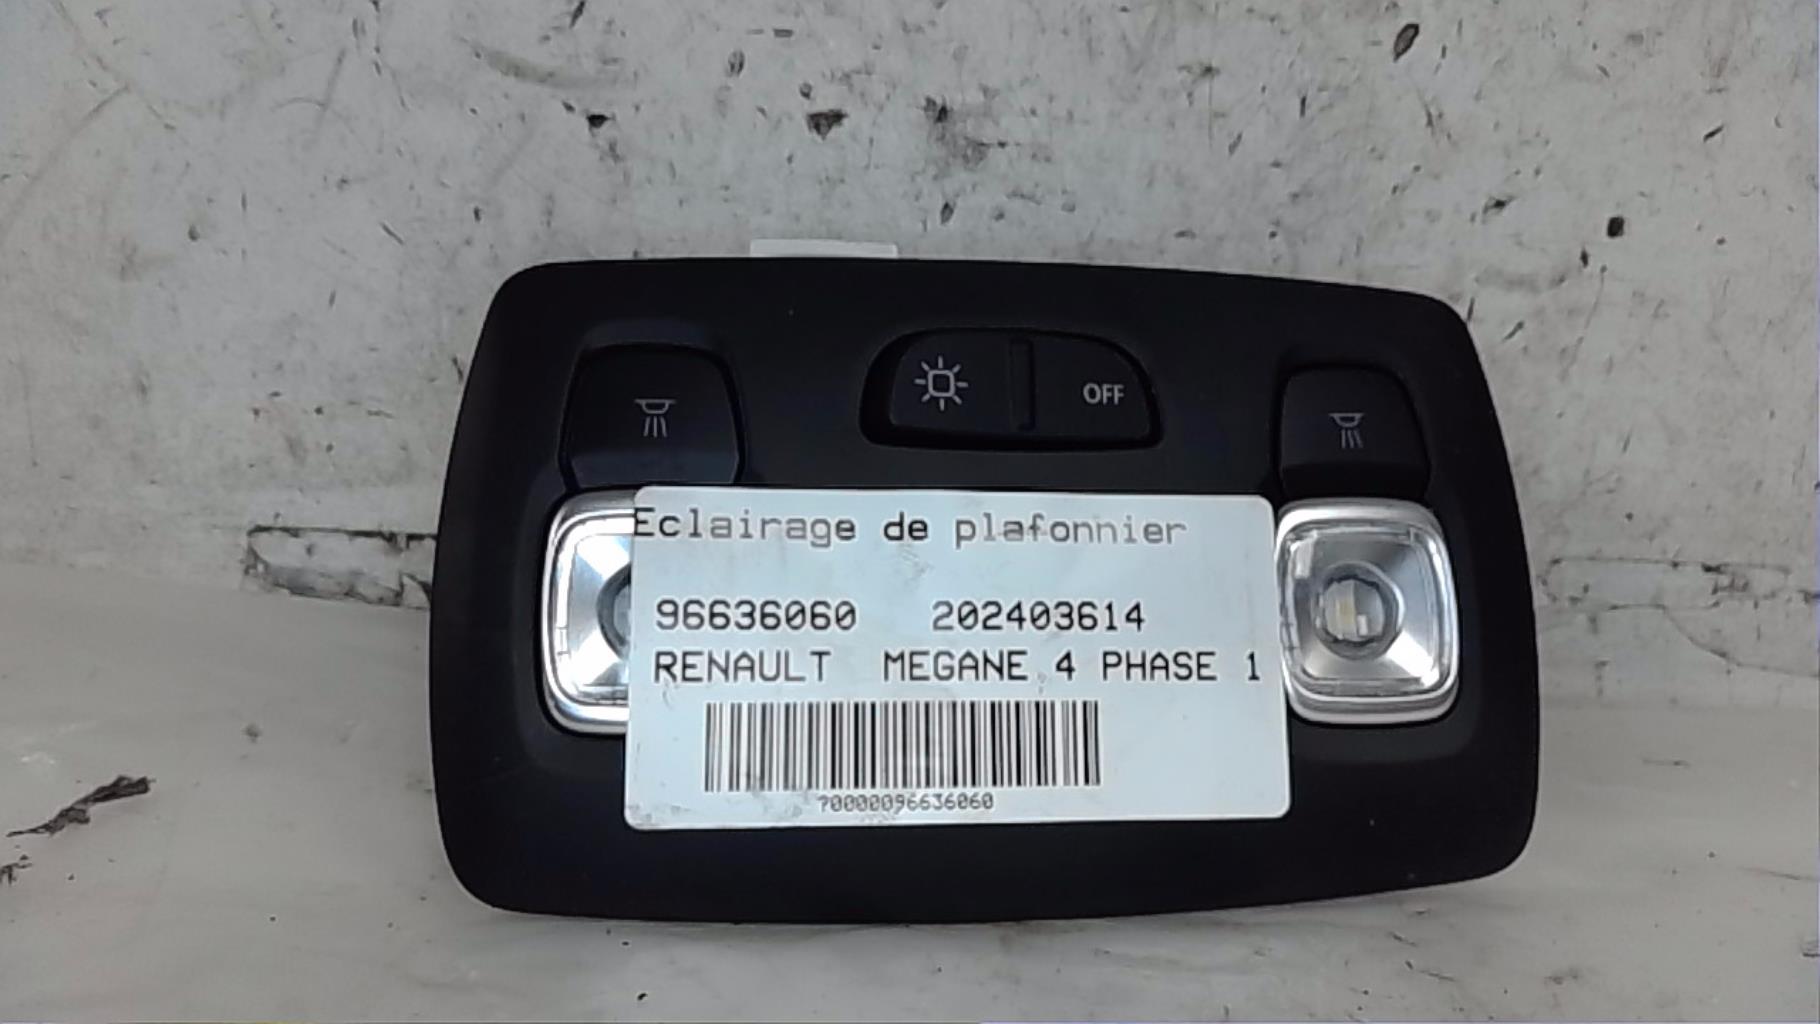 OFF
Eclairage de plafonnier
96636060 202403614
RENAULT MEGANE 4 PHASE 1
70000096636060